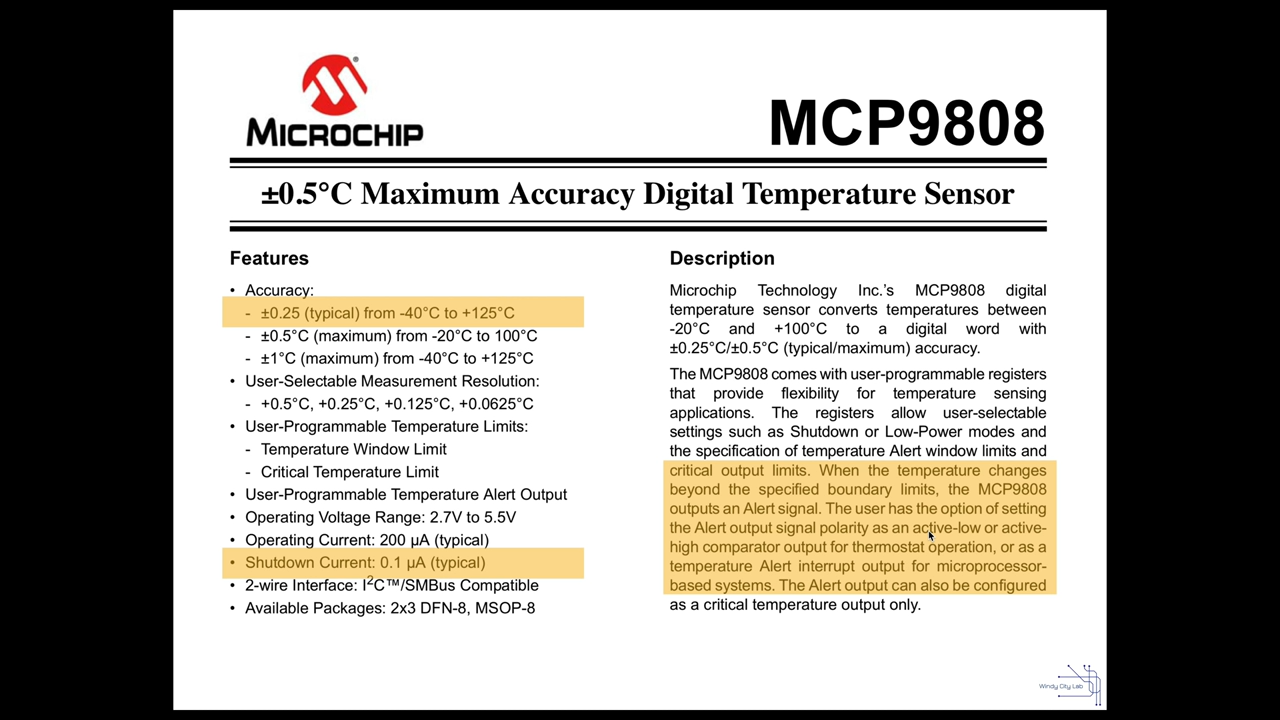 MICROCHIP
MCP9808
±0.5°C Maximum Accuracy Digital Temperature Sensor
Features
• Accuracy:
- ±0.25 (typical) from -40°C to +125°C
- ±0.5°C (maximum) from -20°C to 100°C
- ±1°C (maximum) from -40°C to +125°C
• User-Selectable Measurement Resolution:
- +0.5°C, +0.25°C, +0.125°C, +0.0625°C
• User-Programmable Temperature Limits:
- Temperature Window Limit
- Critical Temperature Limit
• User-Programmable Temperature Alert Output
• Operating Voltage Range: 2.7V to 5.5V
• Operating Current: 200 µA (typical)
• Shutdown Current: 0.1 µA (typical)
• 2-wire Interface: I2C™/SMBus Compatible
• Available Packages: 2x3 DFN-8, MSOP-8
Description
Microchip Technology Inc.'s MCP9808 digital
temperature sensor converts temperatures between
-20°C and +100°C to a digital word with
±0.25°C/±0.5°C (typical/maximum) accuracy.
The MCP9808 comes with user-programmable registers
that provide flexibility for temperature sensing
applications. The registers allow user-selectable
settings such as Shutdown or Low-Power modes and
the specification of temperature Alert window limits and
critical output limits. When the temperature changes
beyond the specified boundary limits, the MCP9808
outputs an Alert signal. The user has the option of setting
the Alert output signal polarity as an active-low or active-
high comparator output for thermostat operation, or as a
temperature Alert interrupt output for microprocessor-
based systems. The Alert output can also be configured
as a critical temperature output only.
Windy City Lab